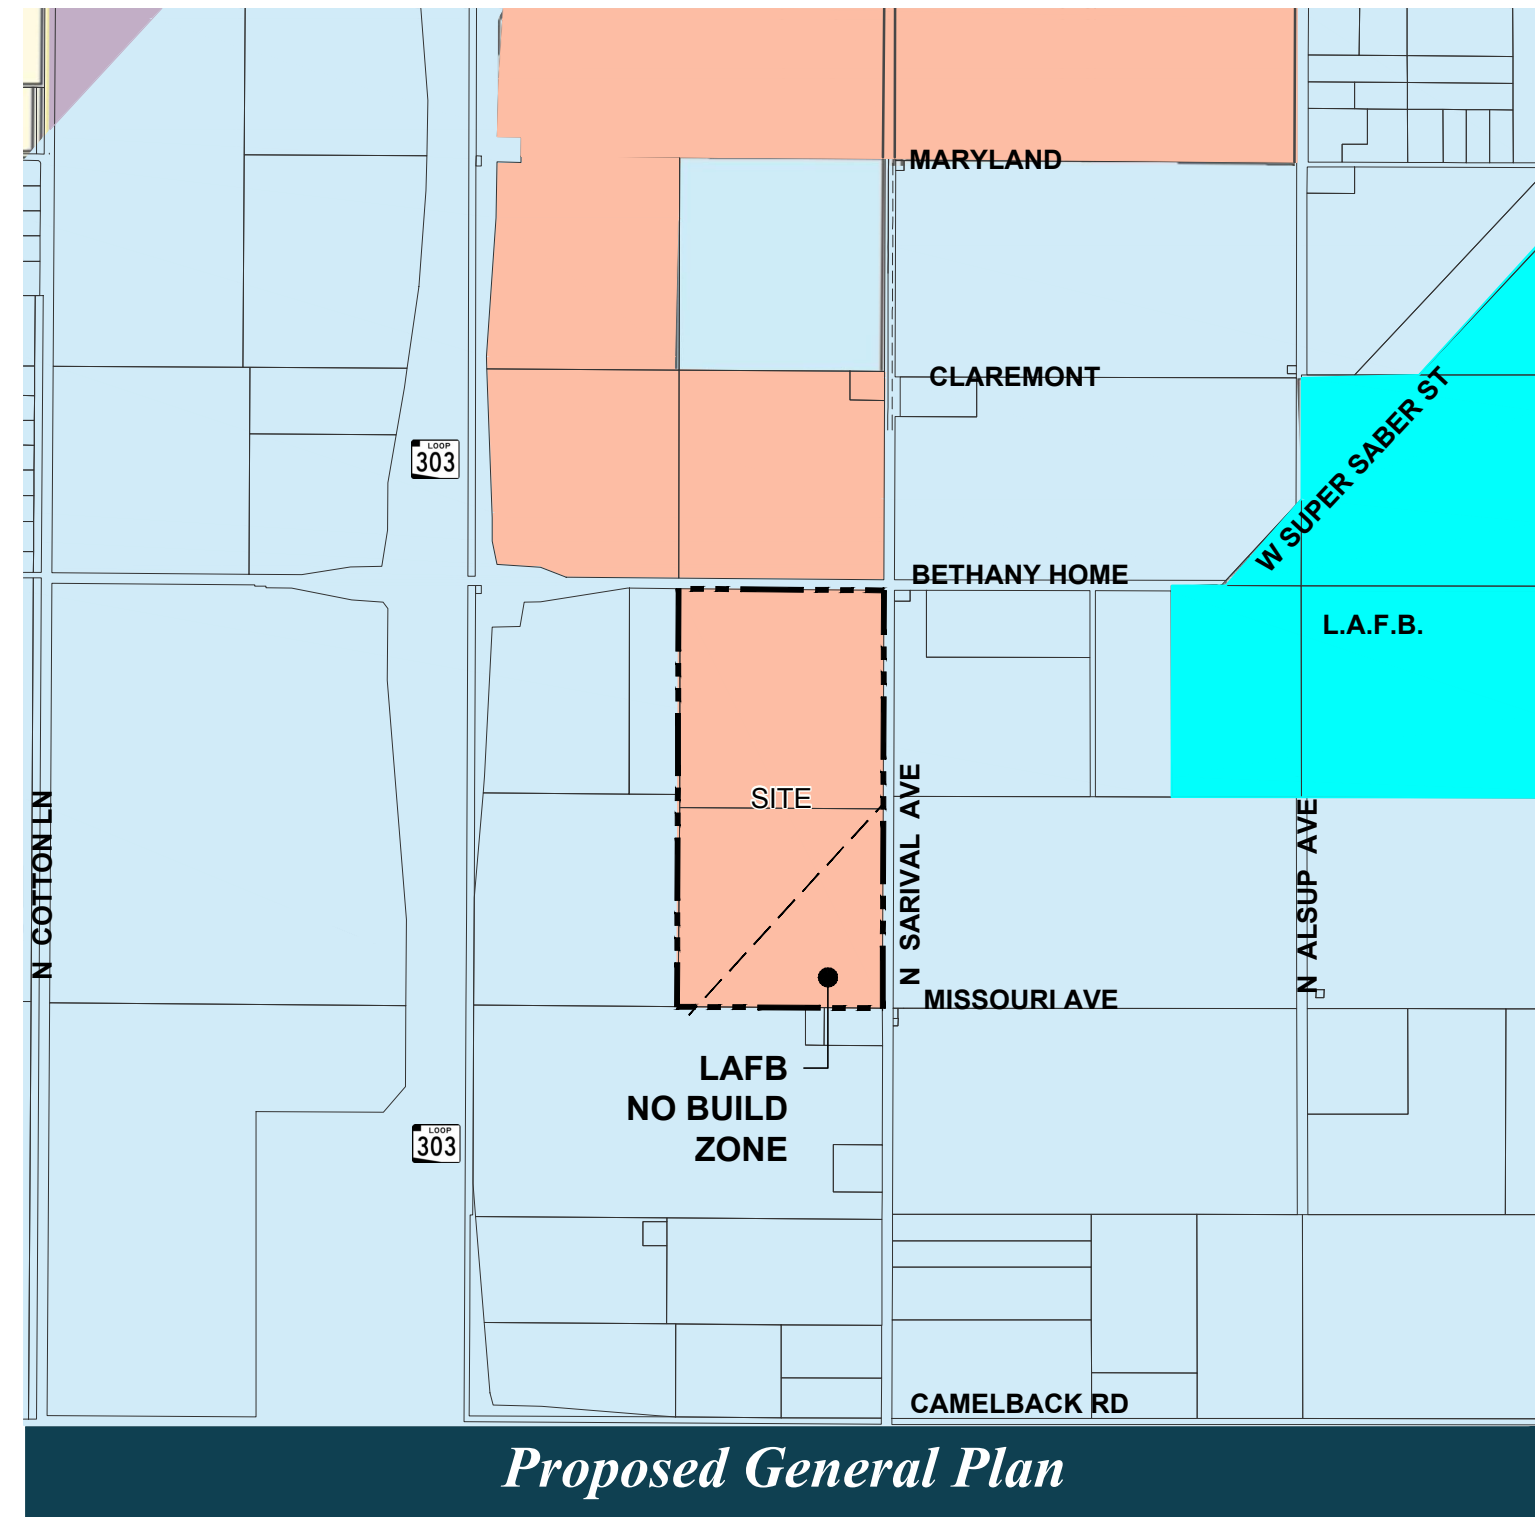 MARYLAND
CLAREMONT
W SUPER SABER ST
LOOP
303
BETHANY HOME
L.A.F.B.
SITE
N COTTON LN
N SARIVAL AVE
N ALSUP AVE
MISSOURI AVE
LAFB
NO BUILD
ZONE
LOOP
303
CAMELBACK RD
Proposed General Plan